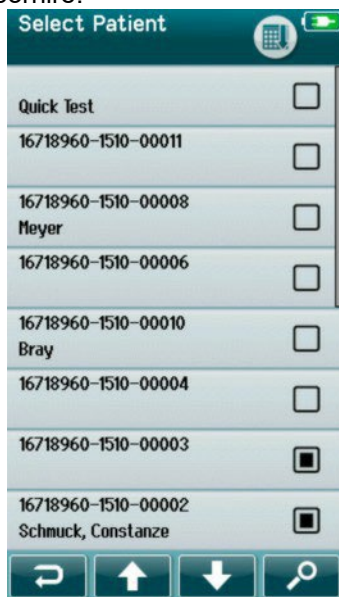 Select Patient
Quick Test
16718960-1510-00011
16718960-1510-00008
Meyer
16718960-1510-00006
16718960-1510-00010
Bray
16718960-1510-00004
16718960-1510-00003
16718960-1510-00002
Schmuck, Constanze